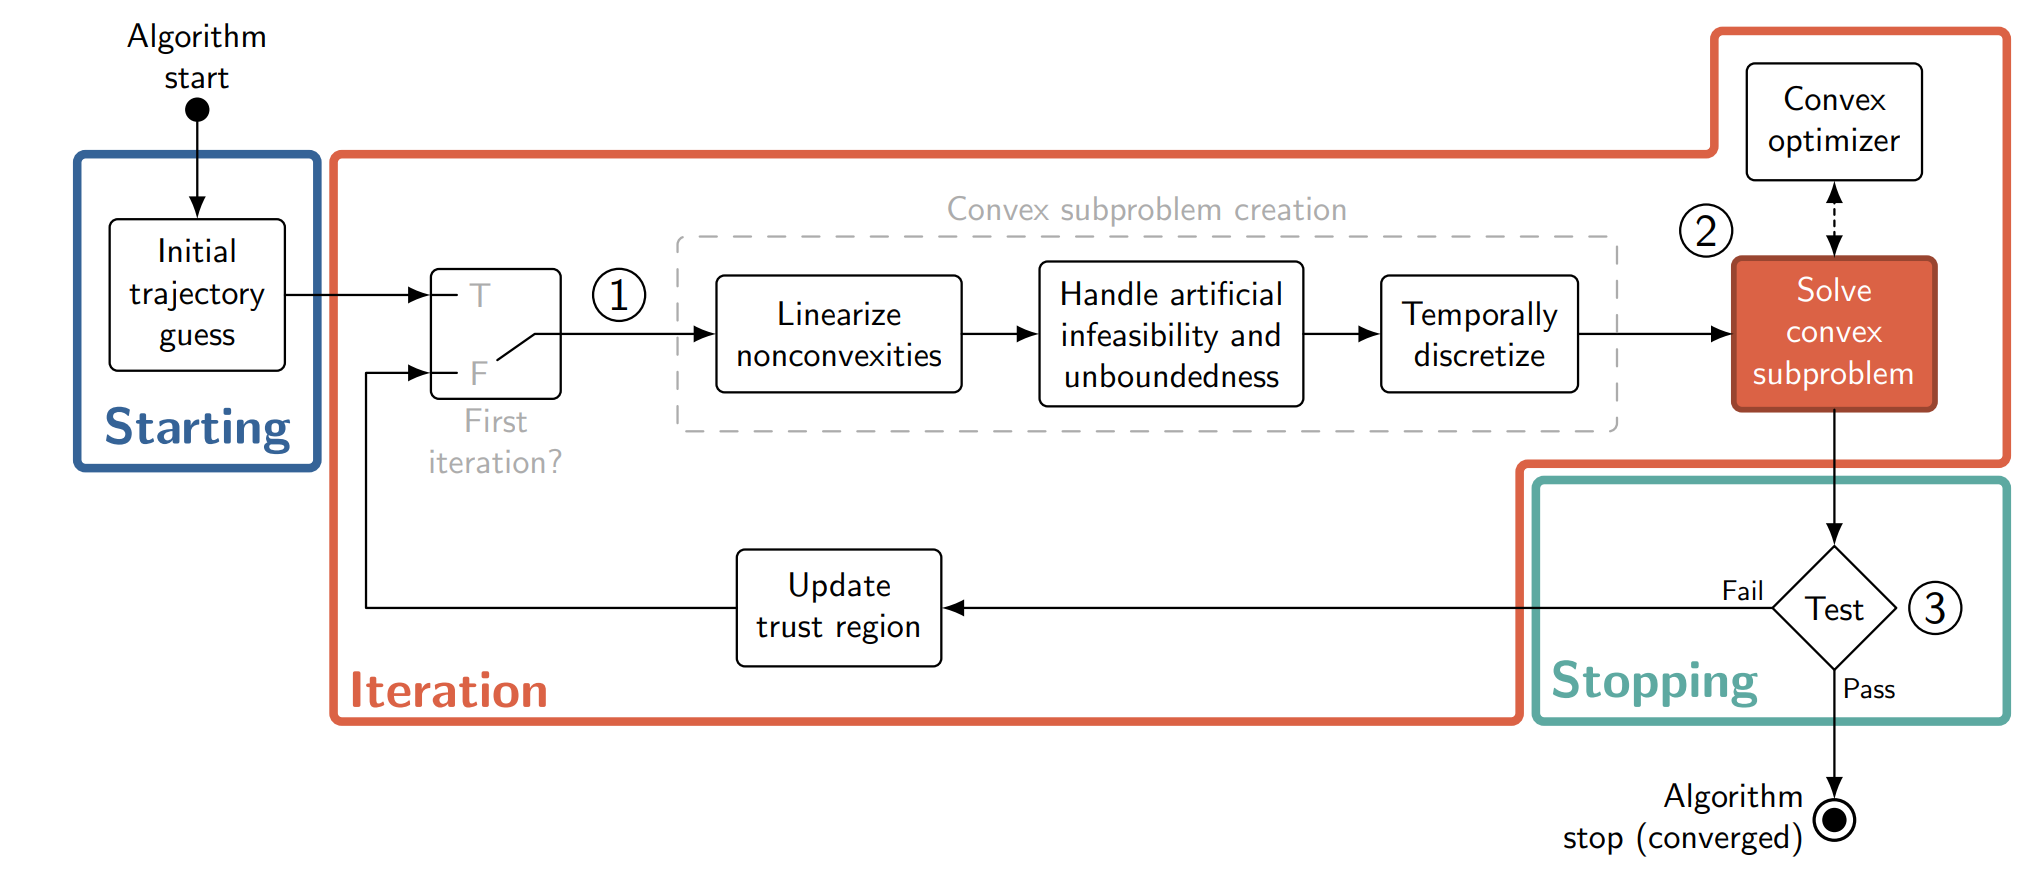 Algorithm
start
Initial
trajectory
guess
Starting
T
F
First
iteration?
1
Convex subproblem creation
Linearize
nonconvexities
Handle artificial
infeasibility and
unboundedness
Temporally
discretize
2
Convex
optimizer
Solve
convex
subproblem
Update
trust region
Iteration
Fail
Test
3
Pass
Stopping
Algorithm
stop (converged)